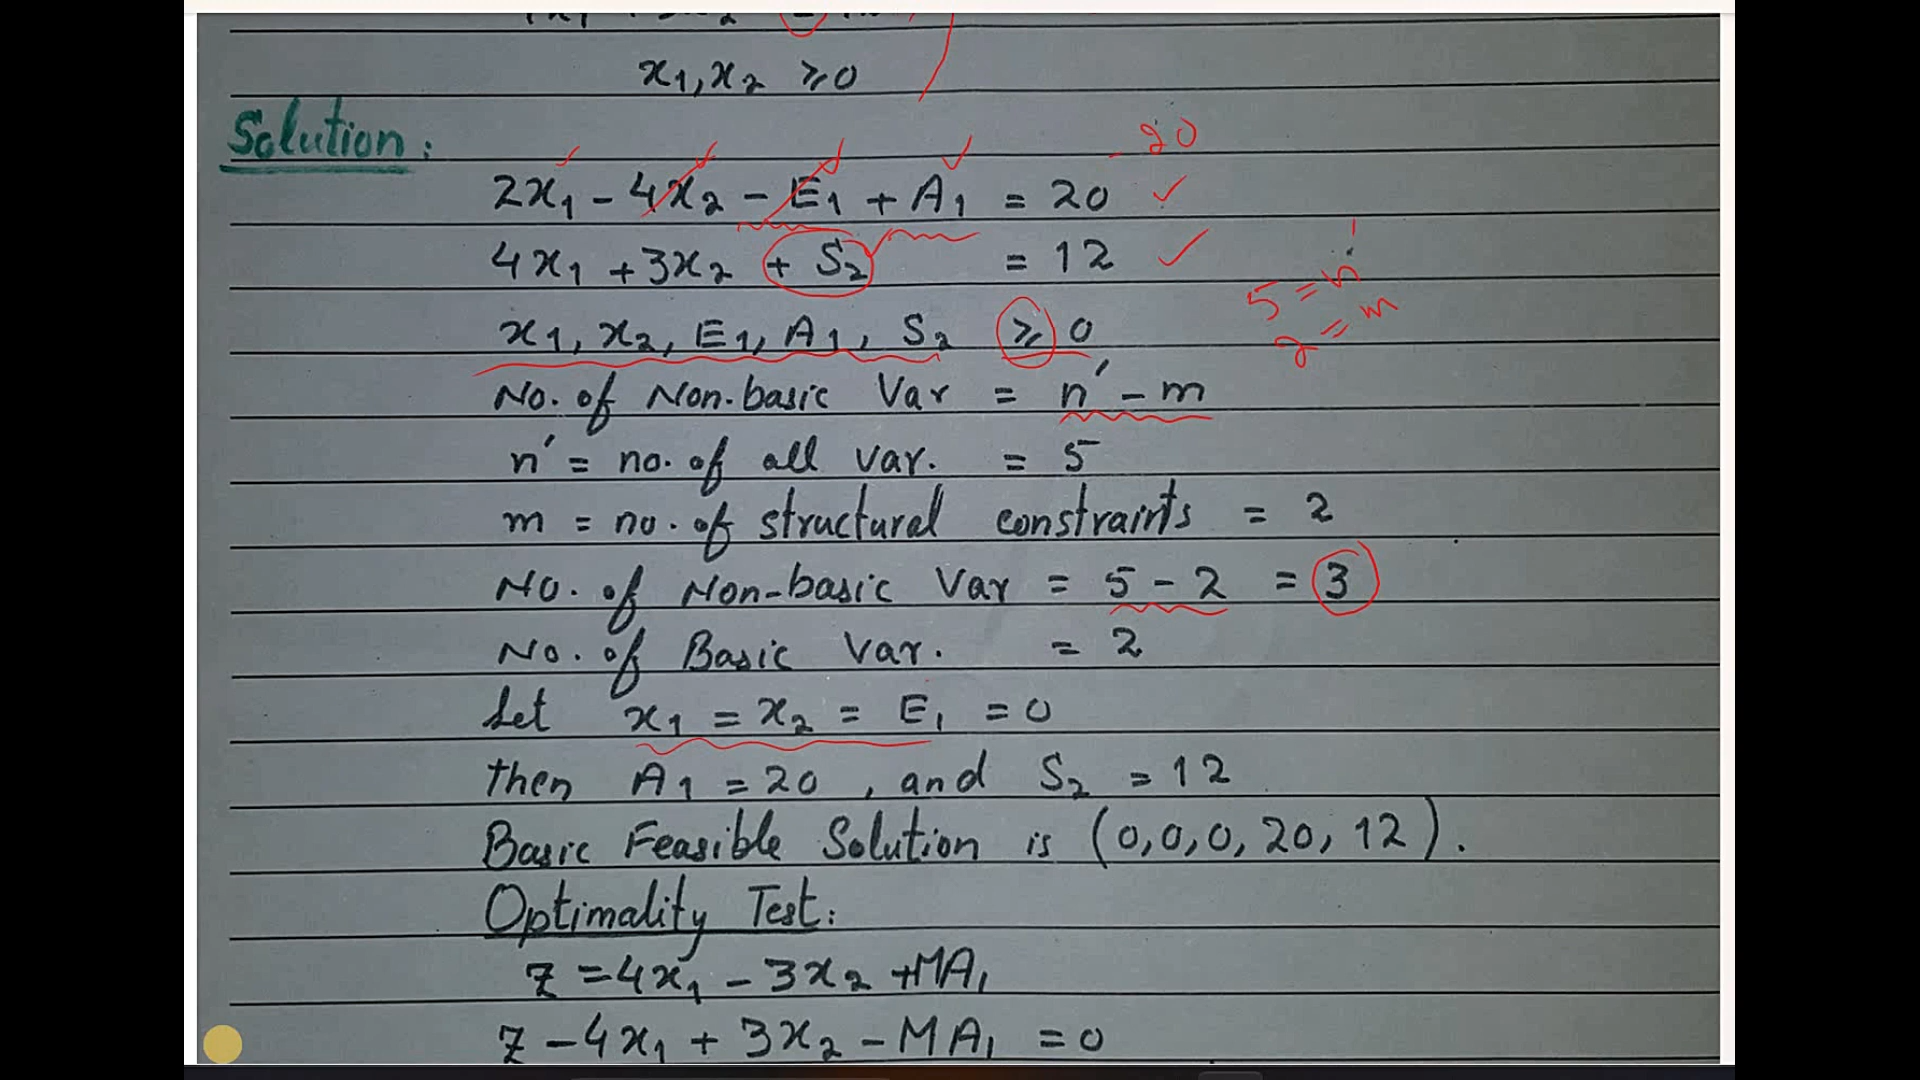 x₁, x₂ ⩾ 0
Solution:
20
2x₁ - 4x₂ - E₁ + A₁ = 20
4x₁ + 3x₂ + S₂ = 12
5 = n'
2 = m
x₁, x₂, E₁, A₁, S₂ ⩾ 0
No. of Non-basic Var = n' - m
n' = no. of all var. = 5
m = no. of structural constraints = 2
No. of Non-basic Var = 5 - 2 = 3
No. of Basic Var. = 2
Let x₁ = x₂ = E₁ = 0
then A₁ = 20, and S₂ = 12
Basic Feasible Solution is (0,0,0,20,12).
Optimality Test:
z = 4x₁ - 3x₂ + MA₁
z - 4x₁ + 3x₂ - MA₁ = 0